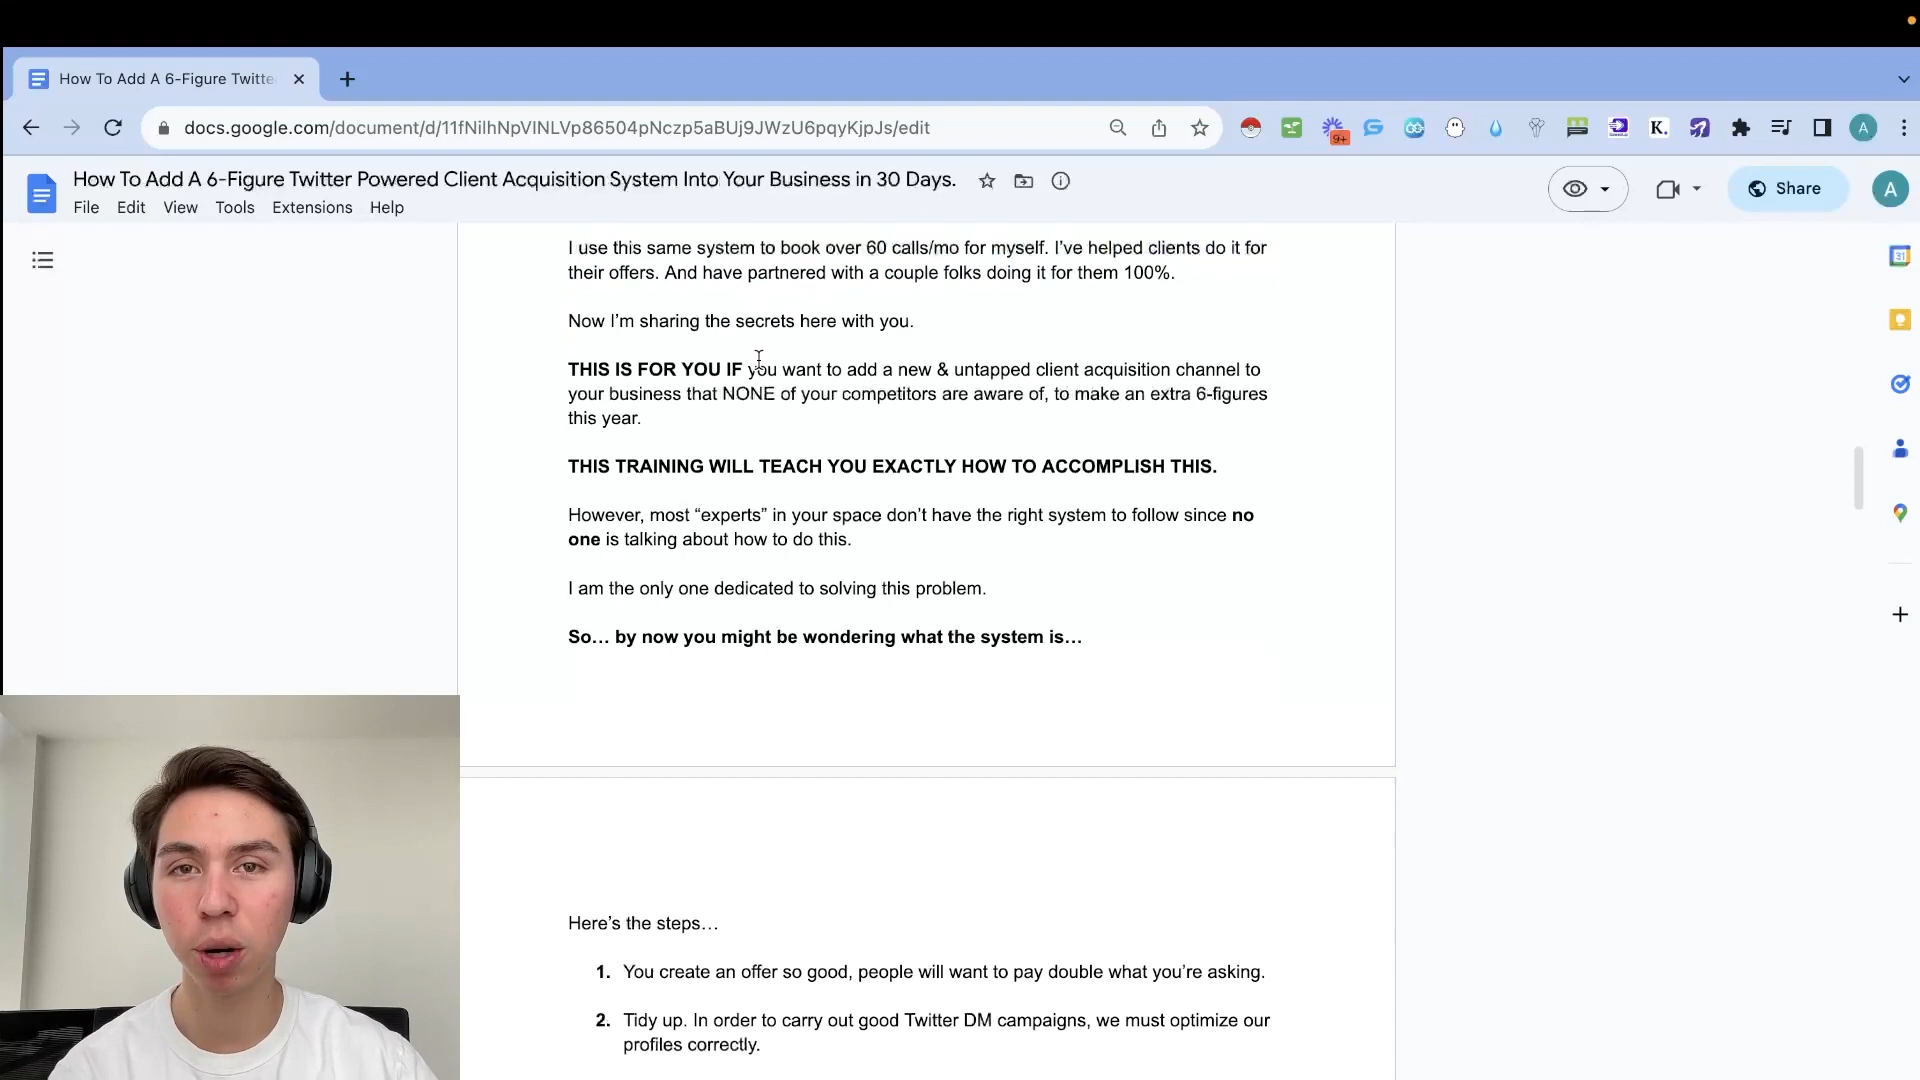 How To Add A 6-Figure Twitte
docs.google.com/document/d/11fNilhNpVINLVp86504pNczp5aBUj9JWzU6pqyKjpJs/edit
9+
K.
A
How To Add A 6-Figure Twitter Powered Client Acquisition System Into Your Business in 30 Days.
File Edit View Tools Extensions Help
Share
A
31
I use this same system to book over 60 calls/mo for myself. I’ve helped clients do it for
their offers. And have partnered with a couple folks doing it for them 100%.
Now I’m sharing the secrets here with you.
THIS IS FOR YOU IF you want to add a new & untapped client acquisition channel to
your business that NONE of your competitors are aware of, to make an extra 6-figures
this year.
THIS TRAINING WILL TEACH YOU EXACTLY HOW TO ACCOMPLISH THIS.
However, most “experts” in your space don’t have the right system to follow since no
one is talking about how to do this.
I am the only one dedicated to solving this problem.
So… by now you might be wondering what the system is…
Here’s the steps…
1. You create an offer so good, people will want to pay double what you’re asking.
2. Tidy up. In order to carry out good Twitter DM campaigns, we must optimize our
profiles correctly.